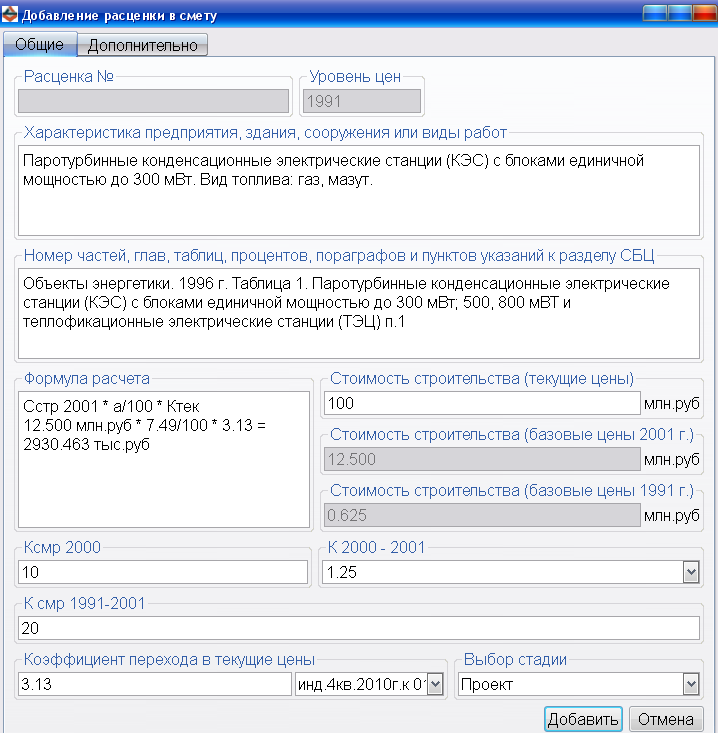 Добавление расценки в смету
Общие
Дополнительно
Расценка №
Уровень цен
1991
Характеристика предприятия, здания, сооружения или виды работ
Паротурбинные конденсационные электрические станции (КЭС) с блоками единичной
мощностью до 300 мВт. Вид топлива: газ, мазут.
Номер частей, глав, таблиц, процентов, пораграфов и пунктов указаний к разделу СБЦ
Объекты энергетики. 1996 г. Таблица 1. Паротурбинные конденсационные электрические
станции (КЭС) с блоками единичной мощностью до 300 мВт; 500, 800 мВТ и
теплофикационные электрические станции (ТЭЦ) п.1
Формула расчета
Сстр 2001 * а/100 * Ктек
12.500 млн.руб * 7.49/100 * 3.13 =
2930.463 тыс.руб
Стоимость строительства (текущие цены)
100 млн.руб
Стоимость строительства (базовые цены 2001 г.)
12.500 млн.руб
Стоимость строительства (базовые цены 1991 г.)
0.625 млн.руб
Ксмр 2000
10
К 2000 - 2001
1.25
К смр 1991-2001
20
Коэффициент перехода в текущие цены
3.13
инд.4кв.2010г.к 01
Выбор стадии
Проект
Добавить
Отмена